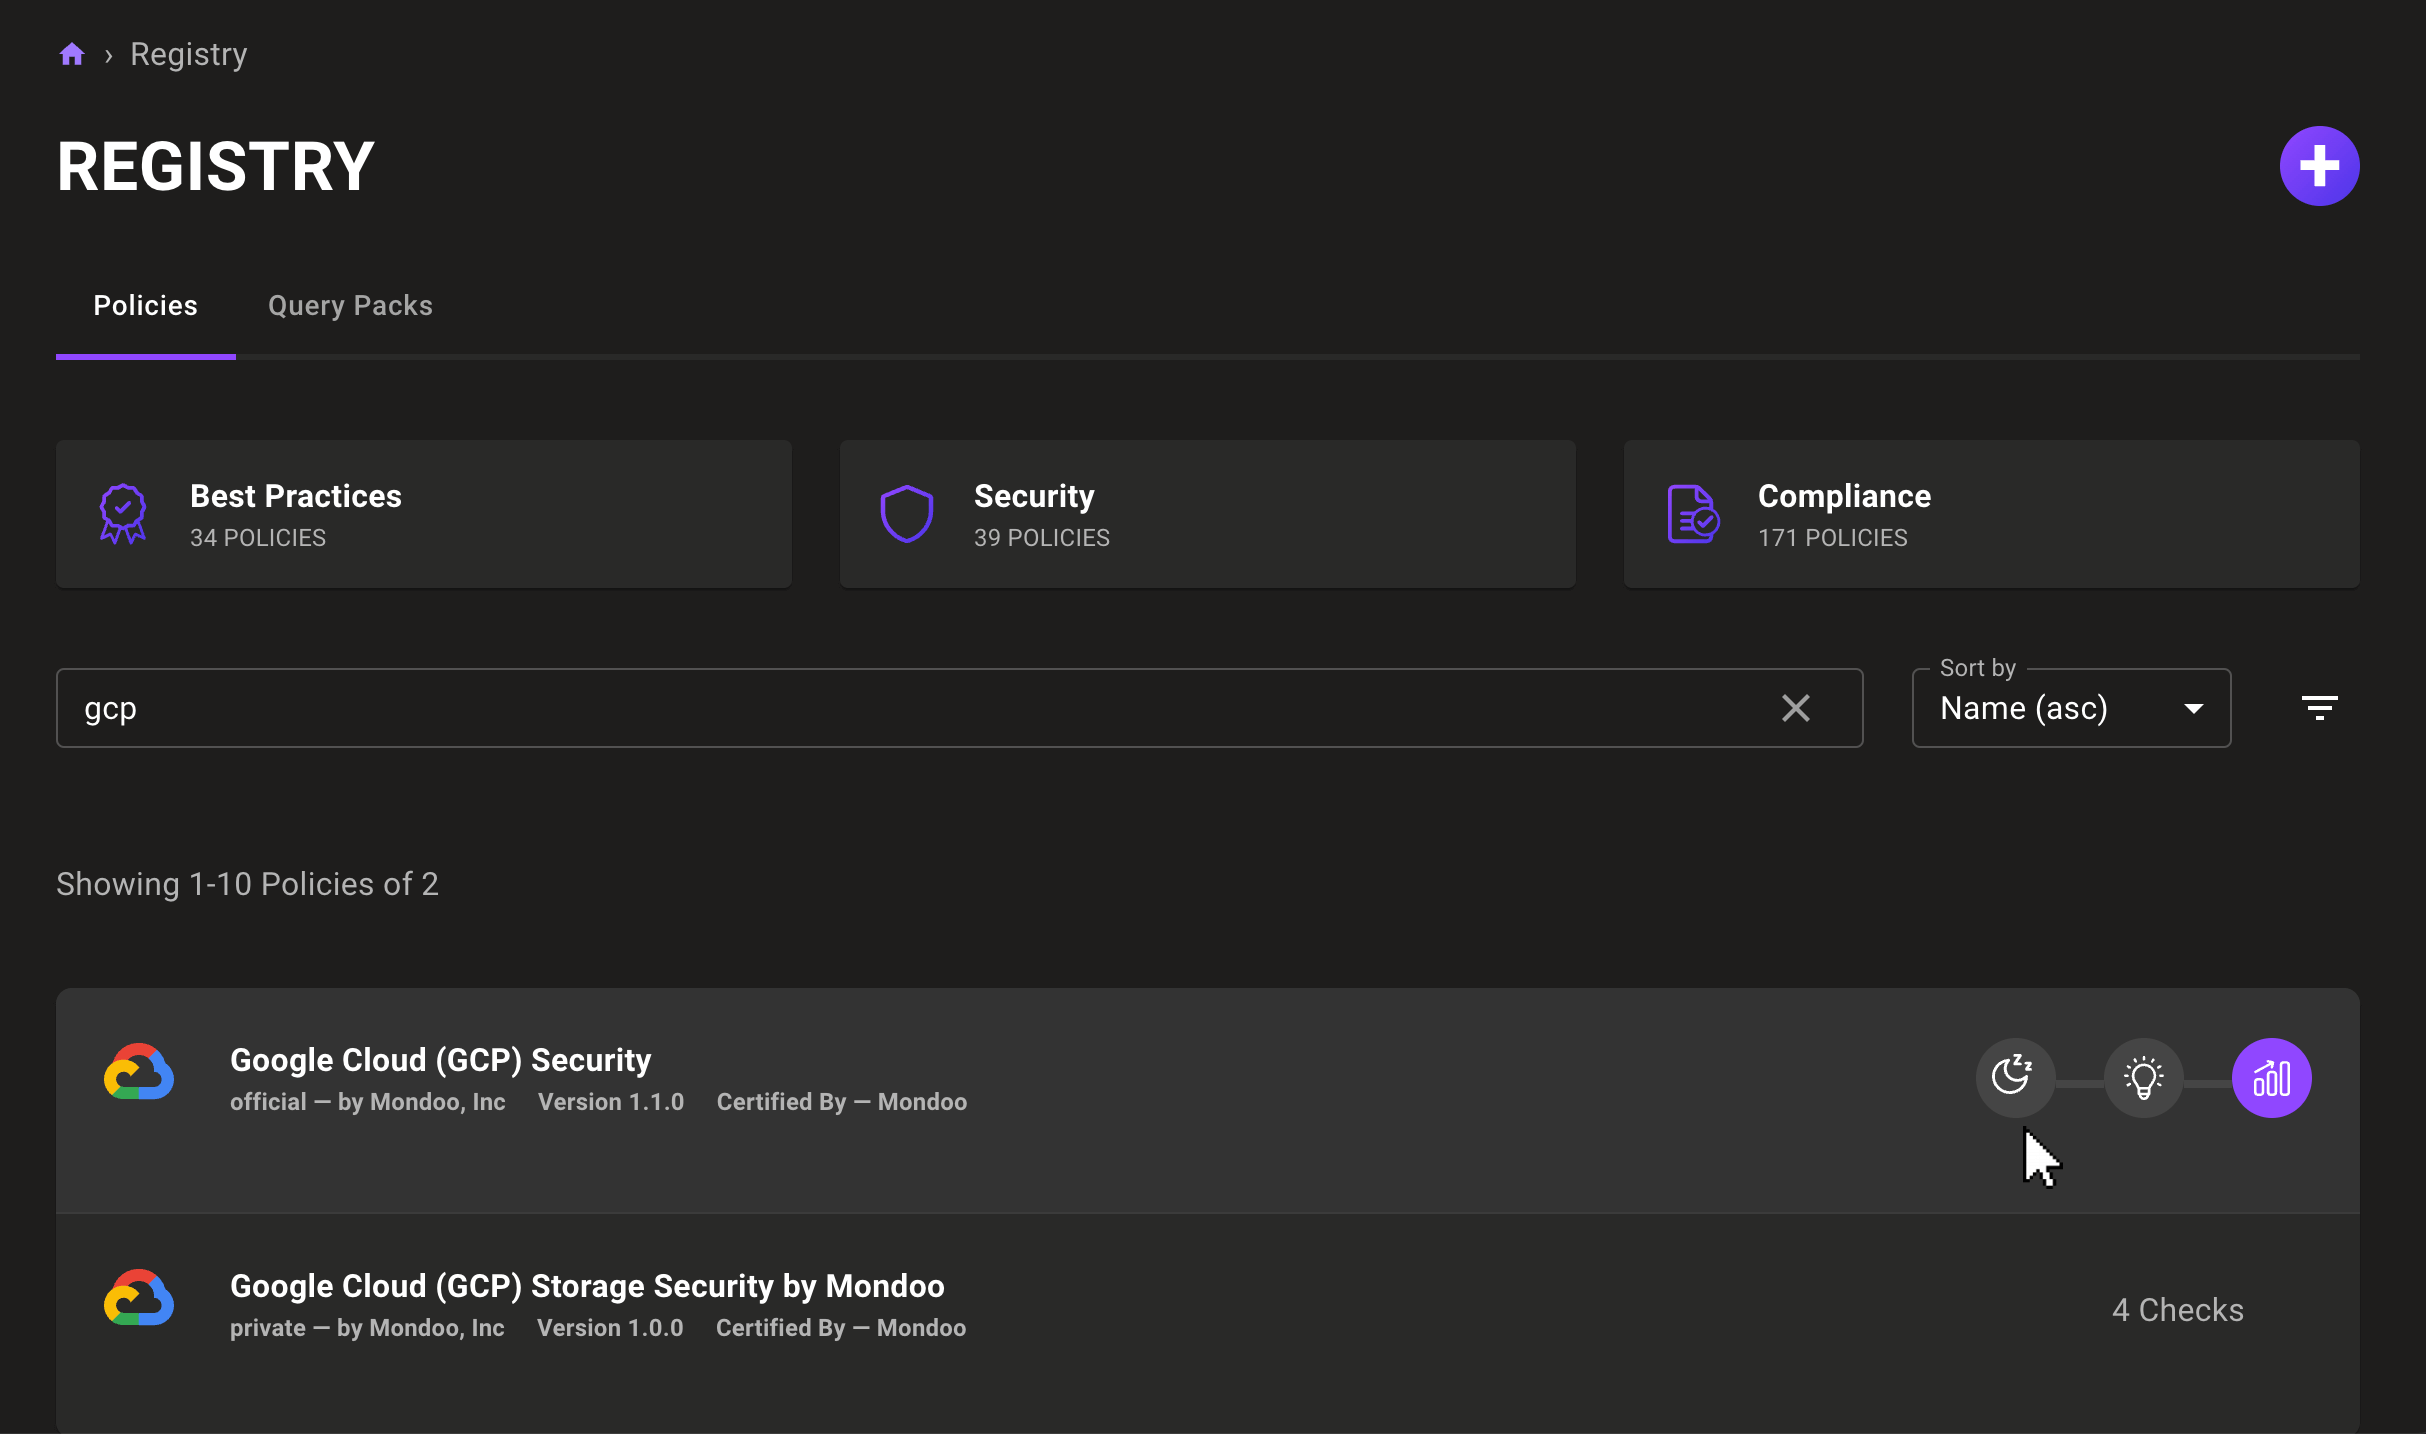 › Registry
REGISTRY
Policies Query Packs
Best Practices
34 POLICIES
Security
39 POLICIES
Compliance
171 POLICIES
gcp
Sort by
Name (asc)
Showing 1-10 Policies of 2
Google Cloud (GCP) Security
official — by Mondoo, Inc Version 1.1.0 Certified By — Mondoo
Google Cloud (GCP) Storage Security by Mondoo
private — by Mondoo, Inc Version 1.0.0 Certified By — Mondoo
4 Checks